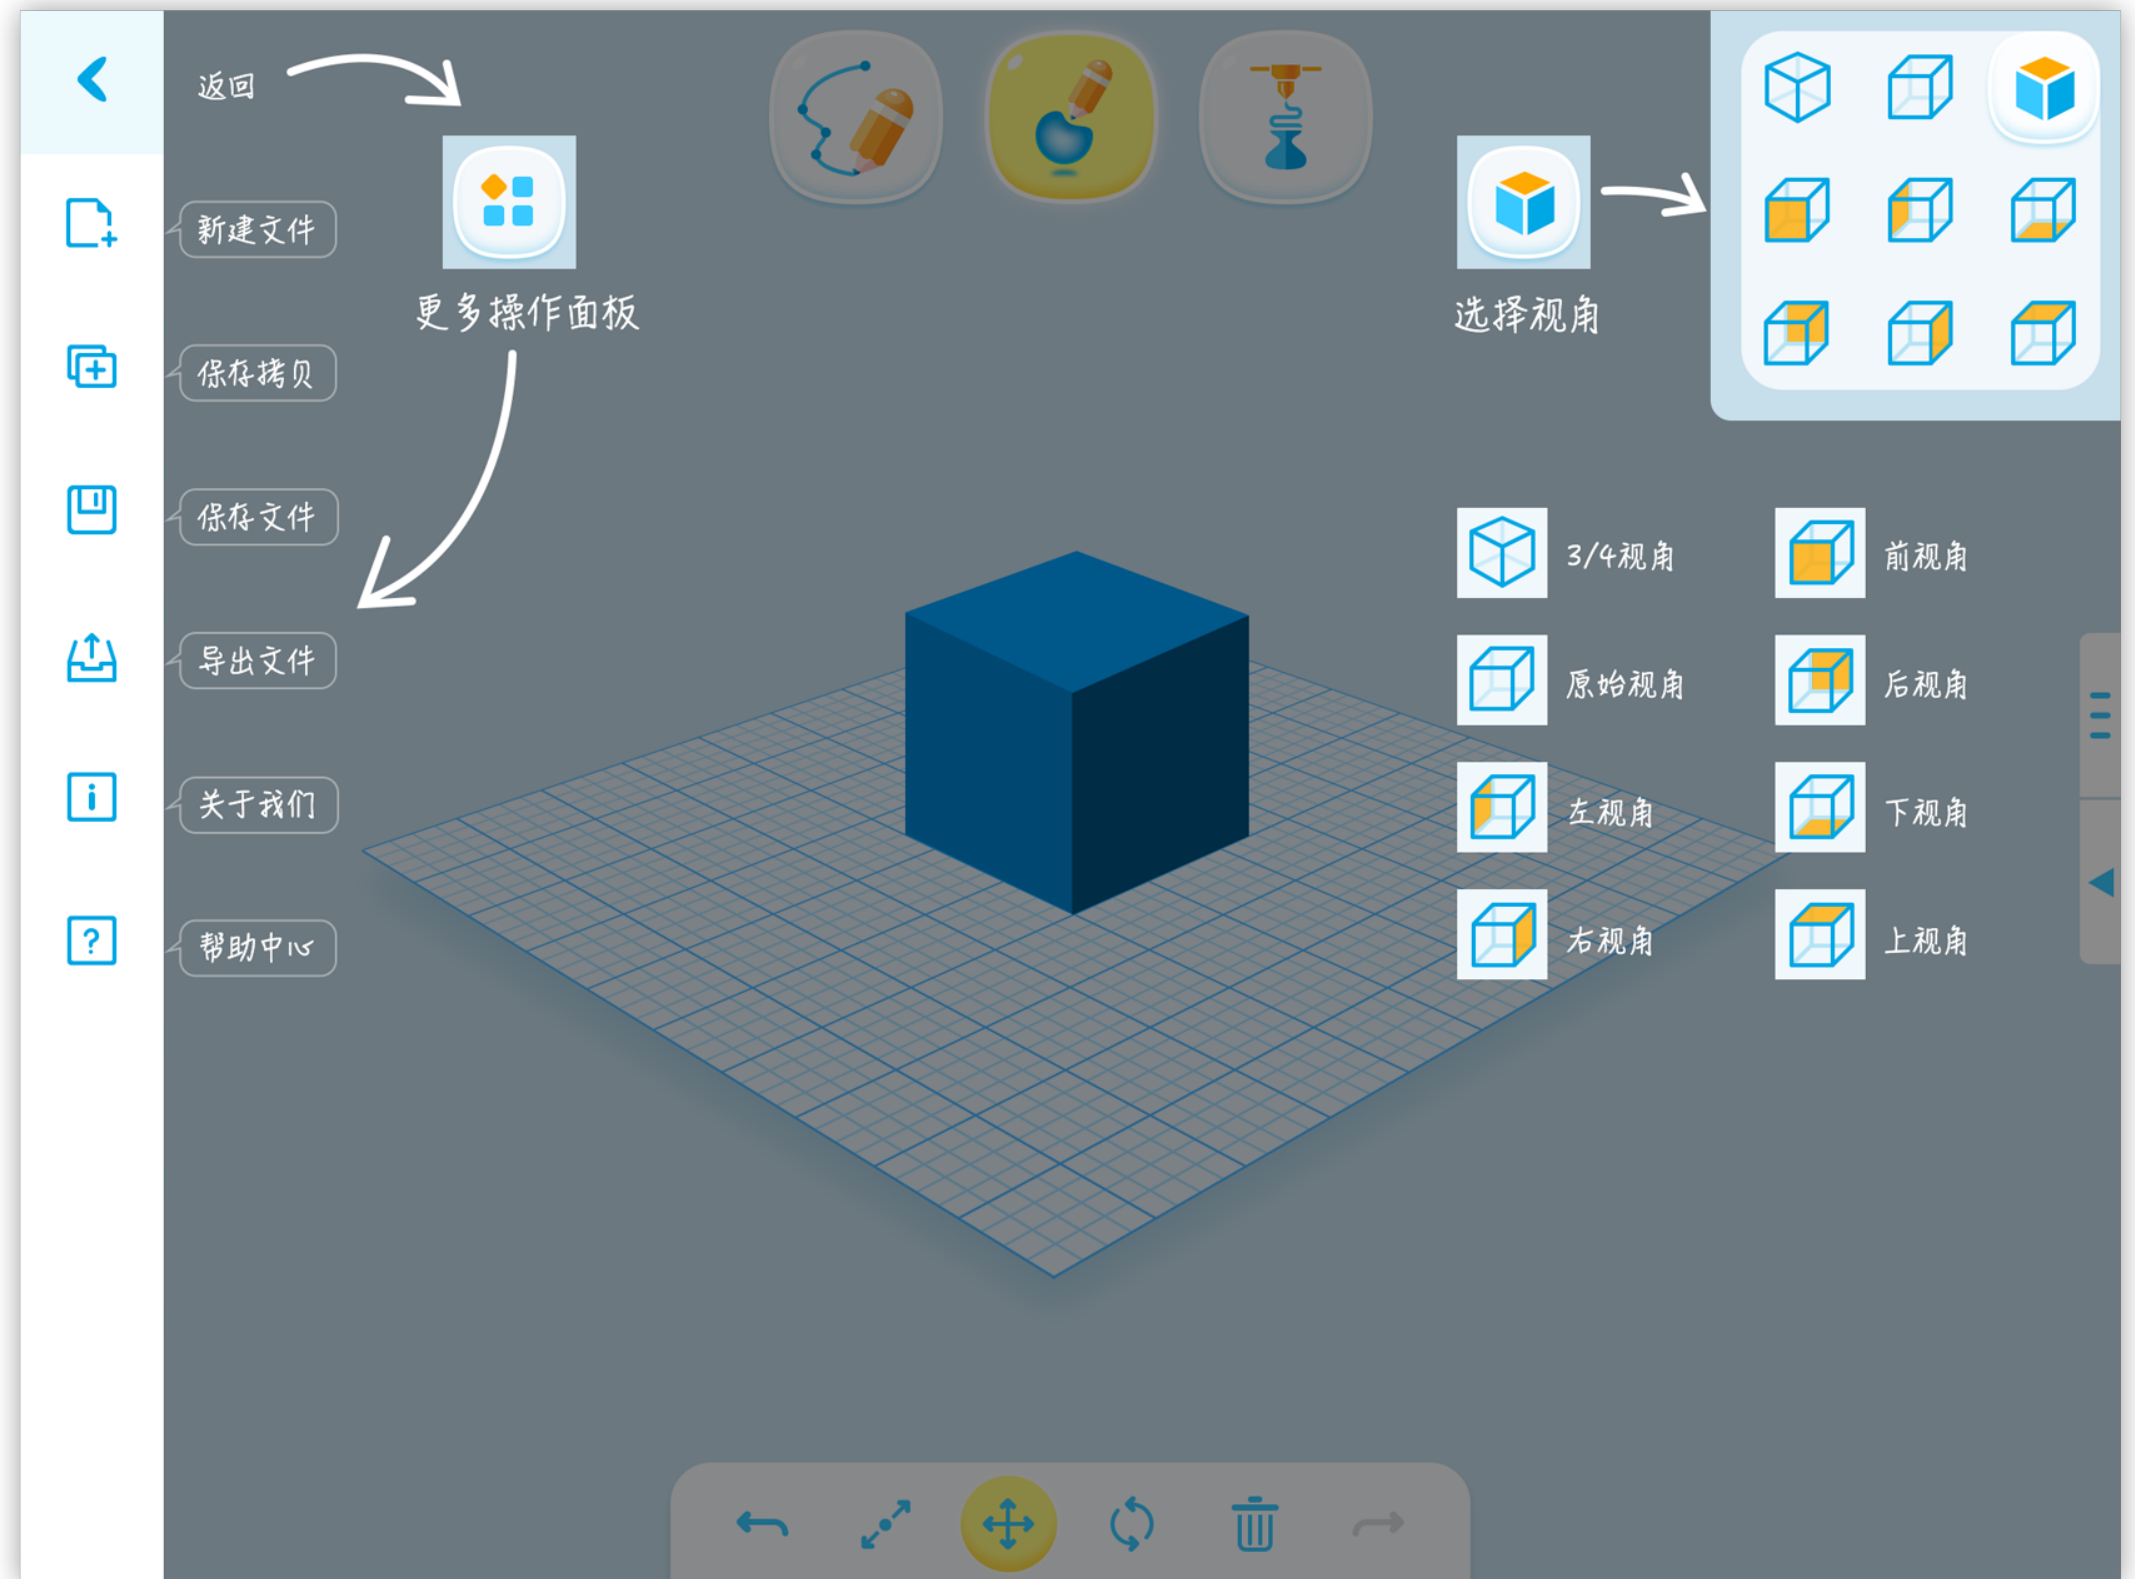 返回
新建文件
更多操作面板
选择视角
保存拷贝
保存文件
导出文件
关于我们
帮助中心
3/4视角
前视角
原始视角
后视角
左视角
下视角
右视角
上视角